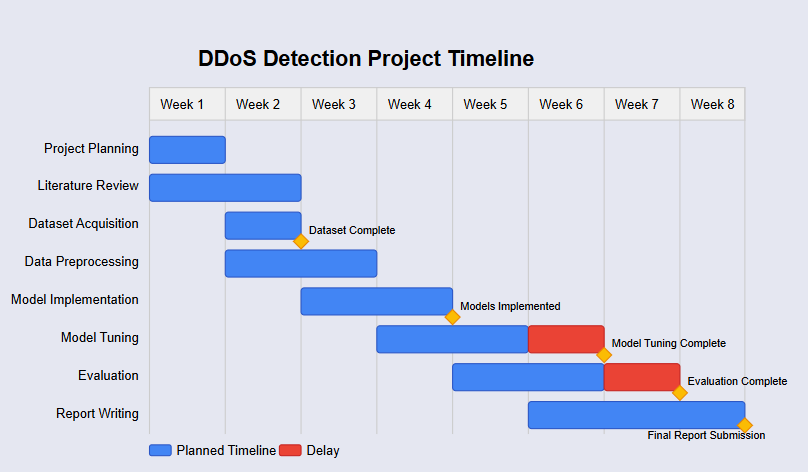 DDoS Detection Project Timeline
Week 1 Week 2 Week 3 Week 4 Week 5 Week 6 Week 7 Week 8
Project Planning
Literature Review
Dataset Acquisition
Dataset Complete
Data Preprocessing
Model Implementation
Models Implemented
Model Tuning
Model Tuning Complete
Evaluation
Evaluation Complete
Report Writing
Final Report Submission
Planned Timeline Delay